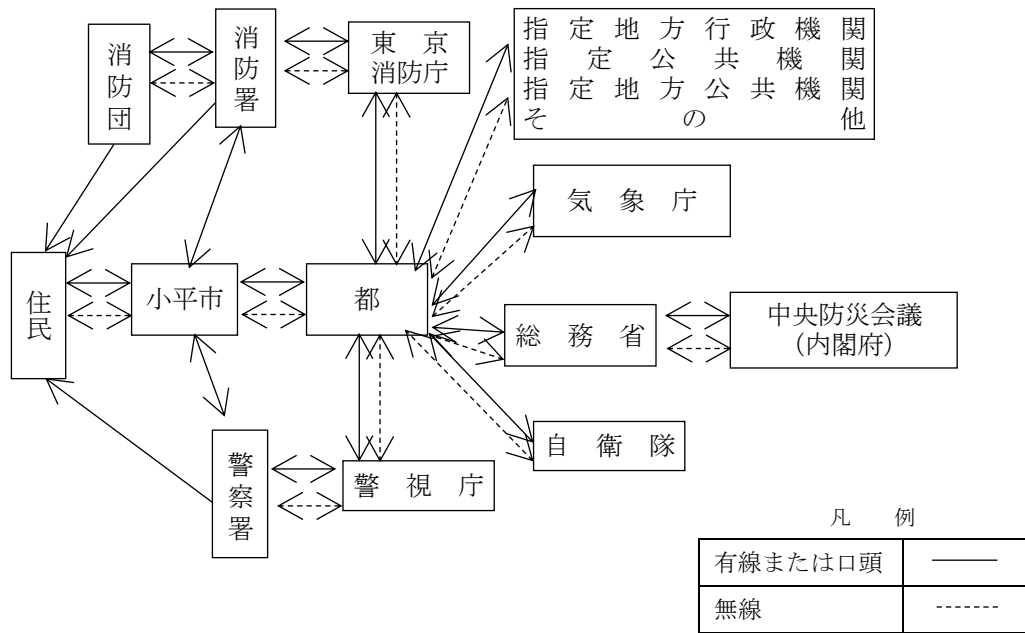 消防団
消防署
東京
消防庁
指定地方行政機関
指定公共機関
指定地方公共機関
その他
気象庁
住民
小平市
都
総務省
中央防災会議
(内閣府)
自衛隊
警察署
警視庁
凡例
有線または口頭
無線